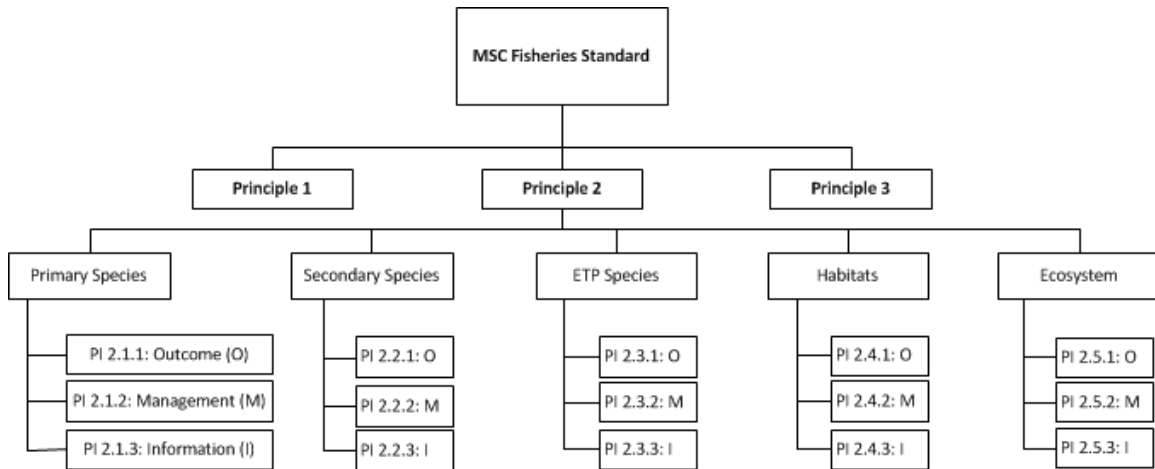 MSC Fisheries Standard
Principle 1
Principle 2
Principle 3
Primary Species
Secondary Species
ETP Species
Habitats
Ecosystem
PI 2.1.1: Outcome (O)
PI 2.2.1: O
PI 2.3.1: O
PI 2.4.1: O
PI 2.5.1: O
PI 2.1.2: Management (M)
PI 2.2.2: M
PI 2.3.2: M
PI 2.4.2: M
PI 2.5.2: M
PI 2.1.3: Information (I)
PI 2.2.3: I
PI 2.3.3: I
PI 2.4.3: I
PI 2.5.3: I